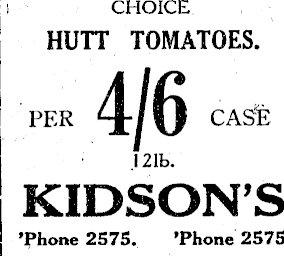 CHOICE
HUTT TOMATOES.
PER 4/6 CASE
12lb.
KIDSON'S
'Phone 2575. 'Phone 2575